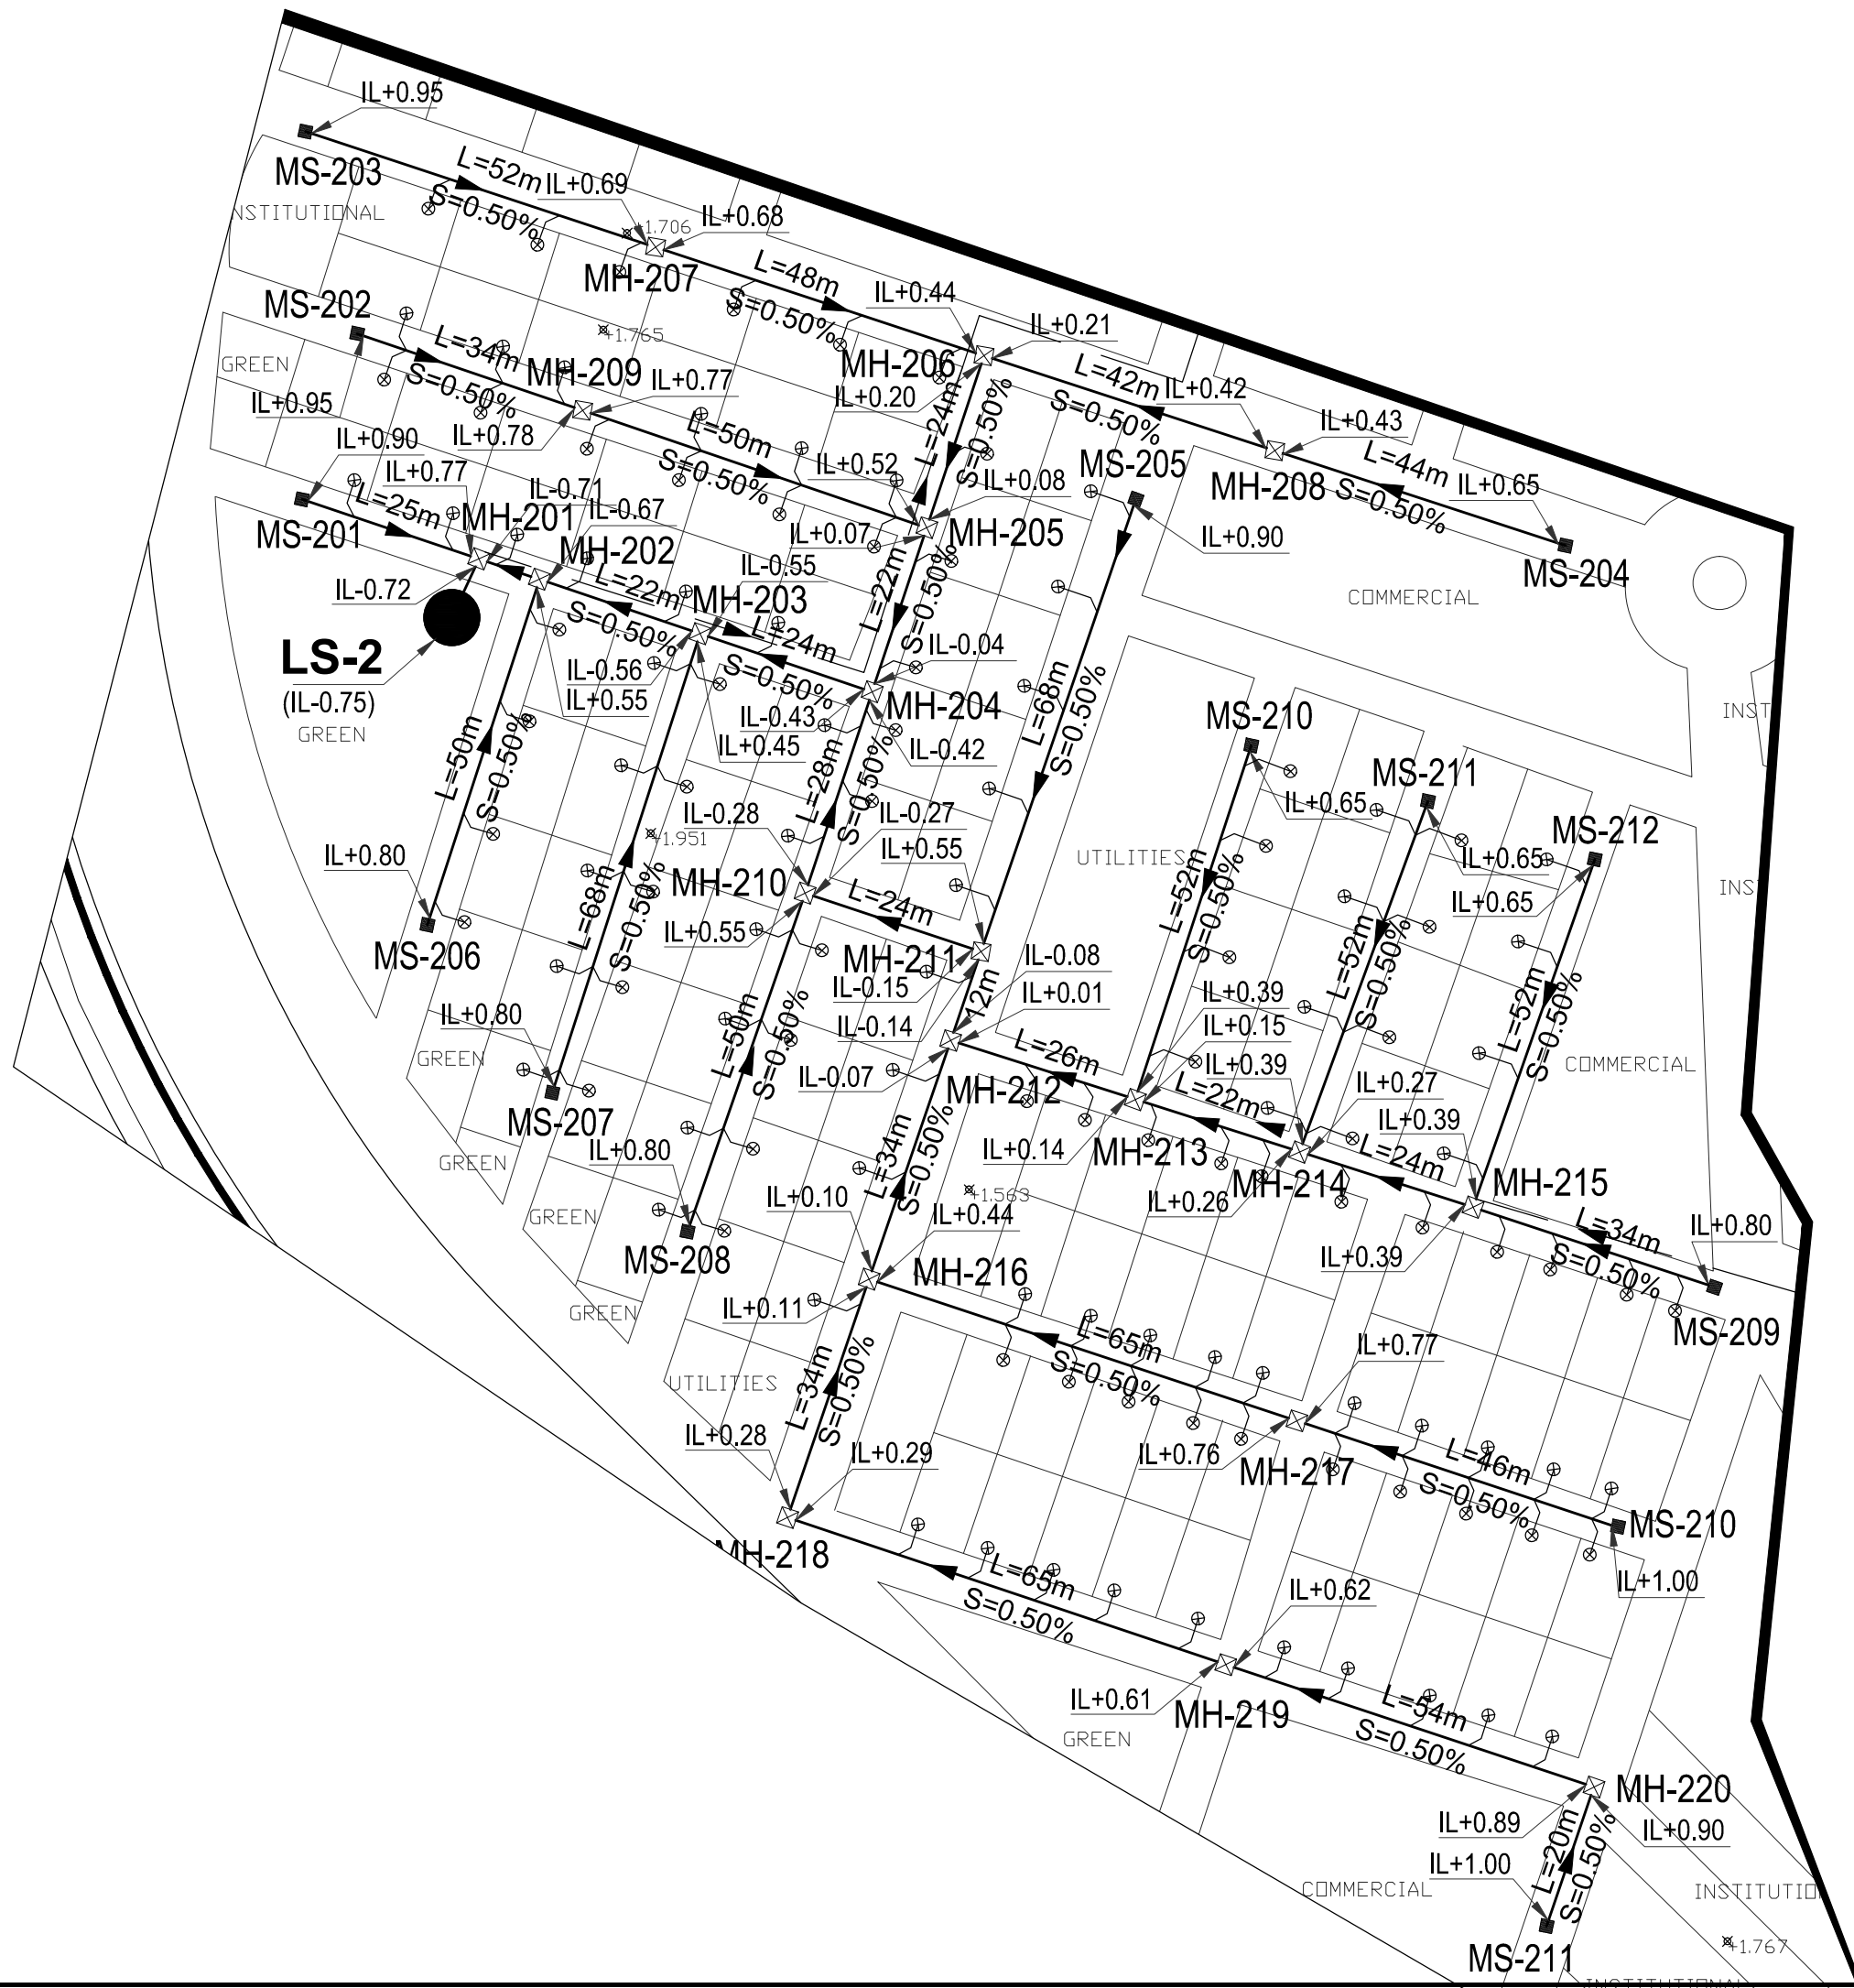 IL+0.95
MS-203
L=52m
S=0.50%
IL+0.69
IL+0.68
NSTITUTIONAL
+1.706
MH-207
L=48m
S=0.50%
IL+0.44
IL+0.21
MS-202
+1.765
GREEN
L=34m
S=0.50%
MH-209
IL+0.77
MH-206
IL+0.20
L=42m
S=0.50%
IL+0.42
IL+0.43
IL+0.95
IL+0.78
L=24m
S=0.50%
IL+0.90
L=50m
S=0.50%
IL+0.52
IL+0.08
MS-205
MH-208
L=44m
S=0.50%
IL+0.65
IL+0.77
L=25m
IL-0.71
IL-0.67
MS-201
MH-201
MH-202
IL+0.07
MH-205
IL+0.90
MS-204
IL-0.72
L=22m
S=0.50%
IL-0.55
L=22m
S=0.50%
MH-203
COMMERCIAL
LS-2
(IL-0.75)
GREEN
L=24m
S=0.50%
IL-0.04
IL-0.56
IL+0.55
IL-0.43
MH-204
L=68m
S=0.50%
IL+0.45
IL-0.42
MS-210
INST
L=50m
S=0.50%
L=28m
S=0.50%
MS-211
IL+0.65
IL-0.28
IL-0.27
+1.951
MS-212
IL+0.80
IL+0.55
UTILITIES
IL+0.65
MH-210
L=24m
L=52m
S=0.50%
INS
IL+0.65
L=68m
S=0.50%
IL+0.55
MS-206
MH-211
IL-0.08
L=52m
S=0.50%
IL-0.15
12m
IL+0.01
IL+0.39
L=52m
S=0.50%
IL+0.80
IL-0.14
IL+0.15
L=50m
S=0.50%
GREEN
L=26m
IL+0.39
COMMERCIAL
IL-0.07
MH-212
L=22m
IL+0.27
MS-207
IL+0.39
IL+0.80
IL+0.14
MH-213
L=24m
GREEN
L=34m
S=0.50%
MH-214
MH-215
IL+0.10
+1.563
IL+0.26
GREEN
IL+0.44
L=34m
S=0.50%
IL+0.80
MS-208
MH-216
IL+0.39
GREEN
IL+0.11
MS-209
L=65m
S=0.50%
IL+0.77
UTILITIES
L=34m
S=0.50%
IL+0.28
IL+0.29
IL+0.76
MH-217
L=46m
S=0.50%
MS-210
MH-218
IL+1.00
L=65m
S=0.50%
IL+0.62
IL+0.61
MH-219
L=54m
S=0.50%
GREEN
MH-220
IL+0.89
IL+0.90
IL+1.00
L=20m
S=0.50%
COMMERCIAL
INSTITUTIO
MS-211
+1.767
INSTITUTIONAL